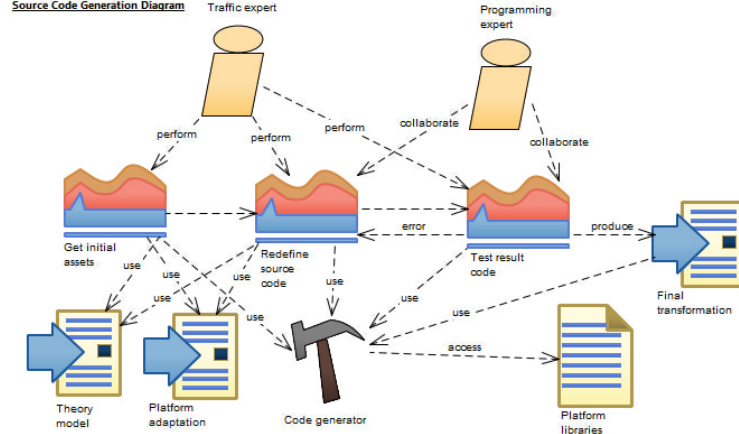 Source Code Generation Diagram
Traffic expert
Programming
expert
perform
perform
perform
collaborate
collaborate
error
produce
Get initial
assets
Redefine
source
code
Test result
code
Final
transformation
use
use
use
use
use
use
use
use
access
Theory
model
Platform
adaptation
Code generator
Platform
libraries